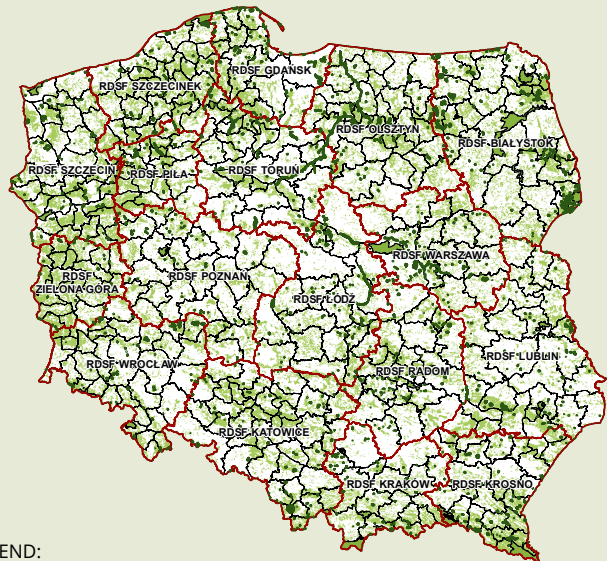 RDSF GDAŃSK
RDSF SZCZECINEK
RDSF OLSZTYN
RDSF BIAŁYSTOK
RDSF SZCZECIN
RDSF PIŁA
RDSF TORUŃ
RDSF WARSZAWA
RDSF
ZIELONA GÓRA
RDSF POZNAŃ
RDSF ŁÓDŹ
RDSF WROCŁAW
RDSF LUBLIN
RDSF RADOM
RDSF KATOWICE
RDSF KRAKÓW
RDSF KROSNO
END: